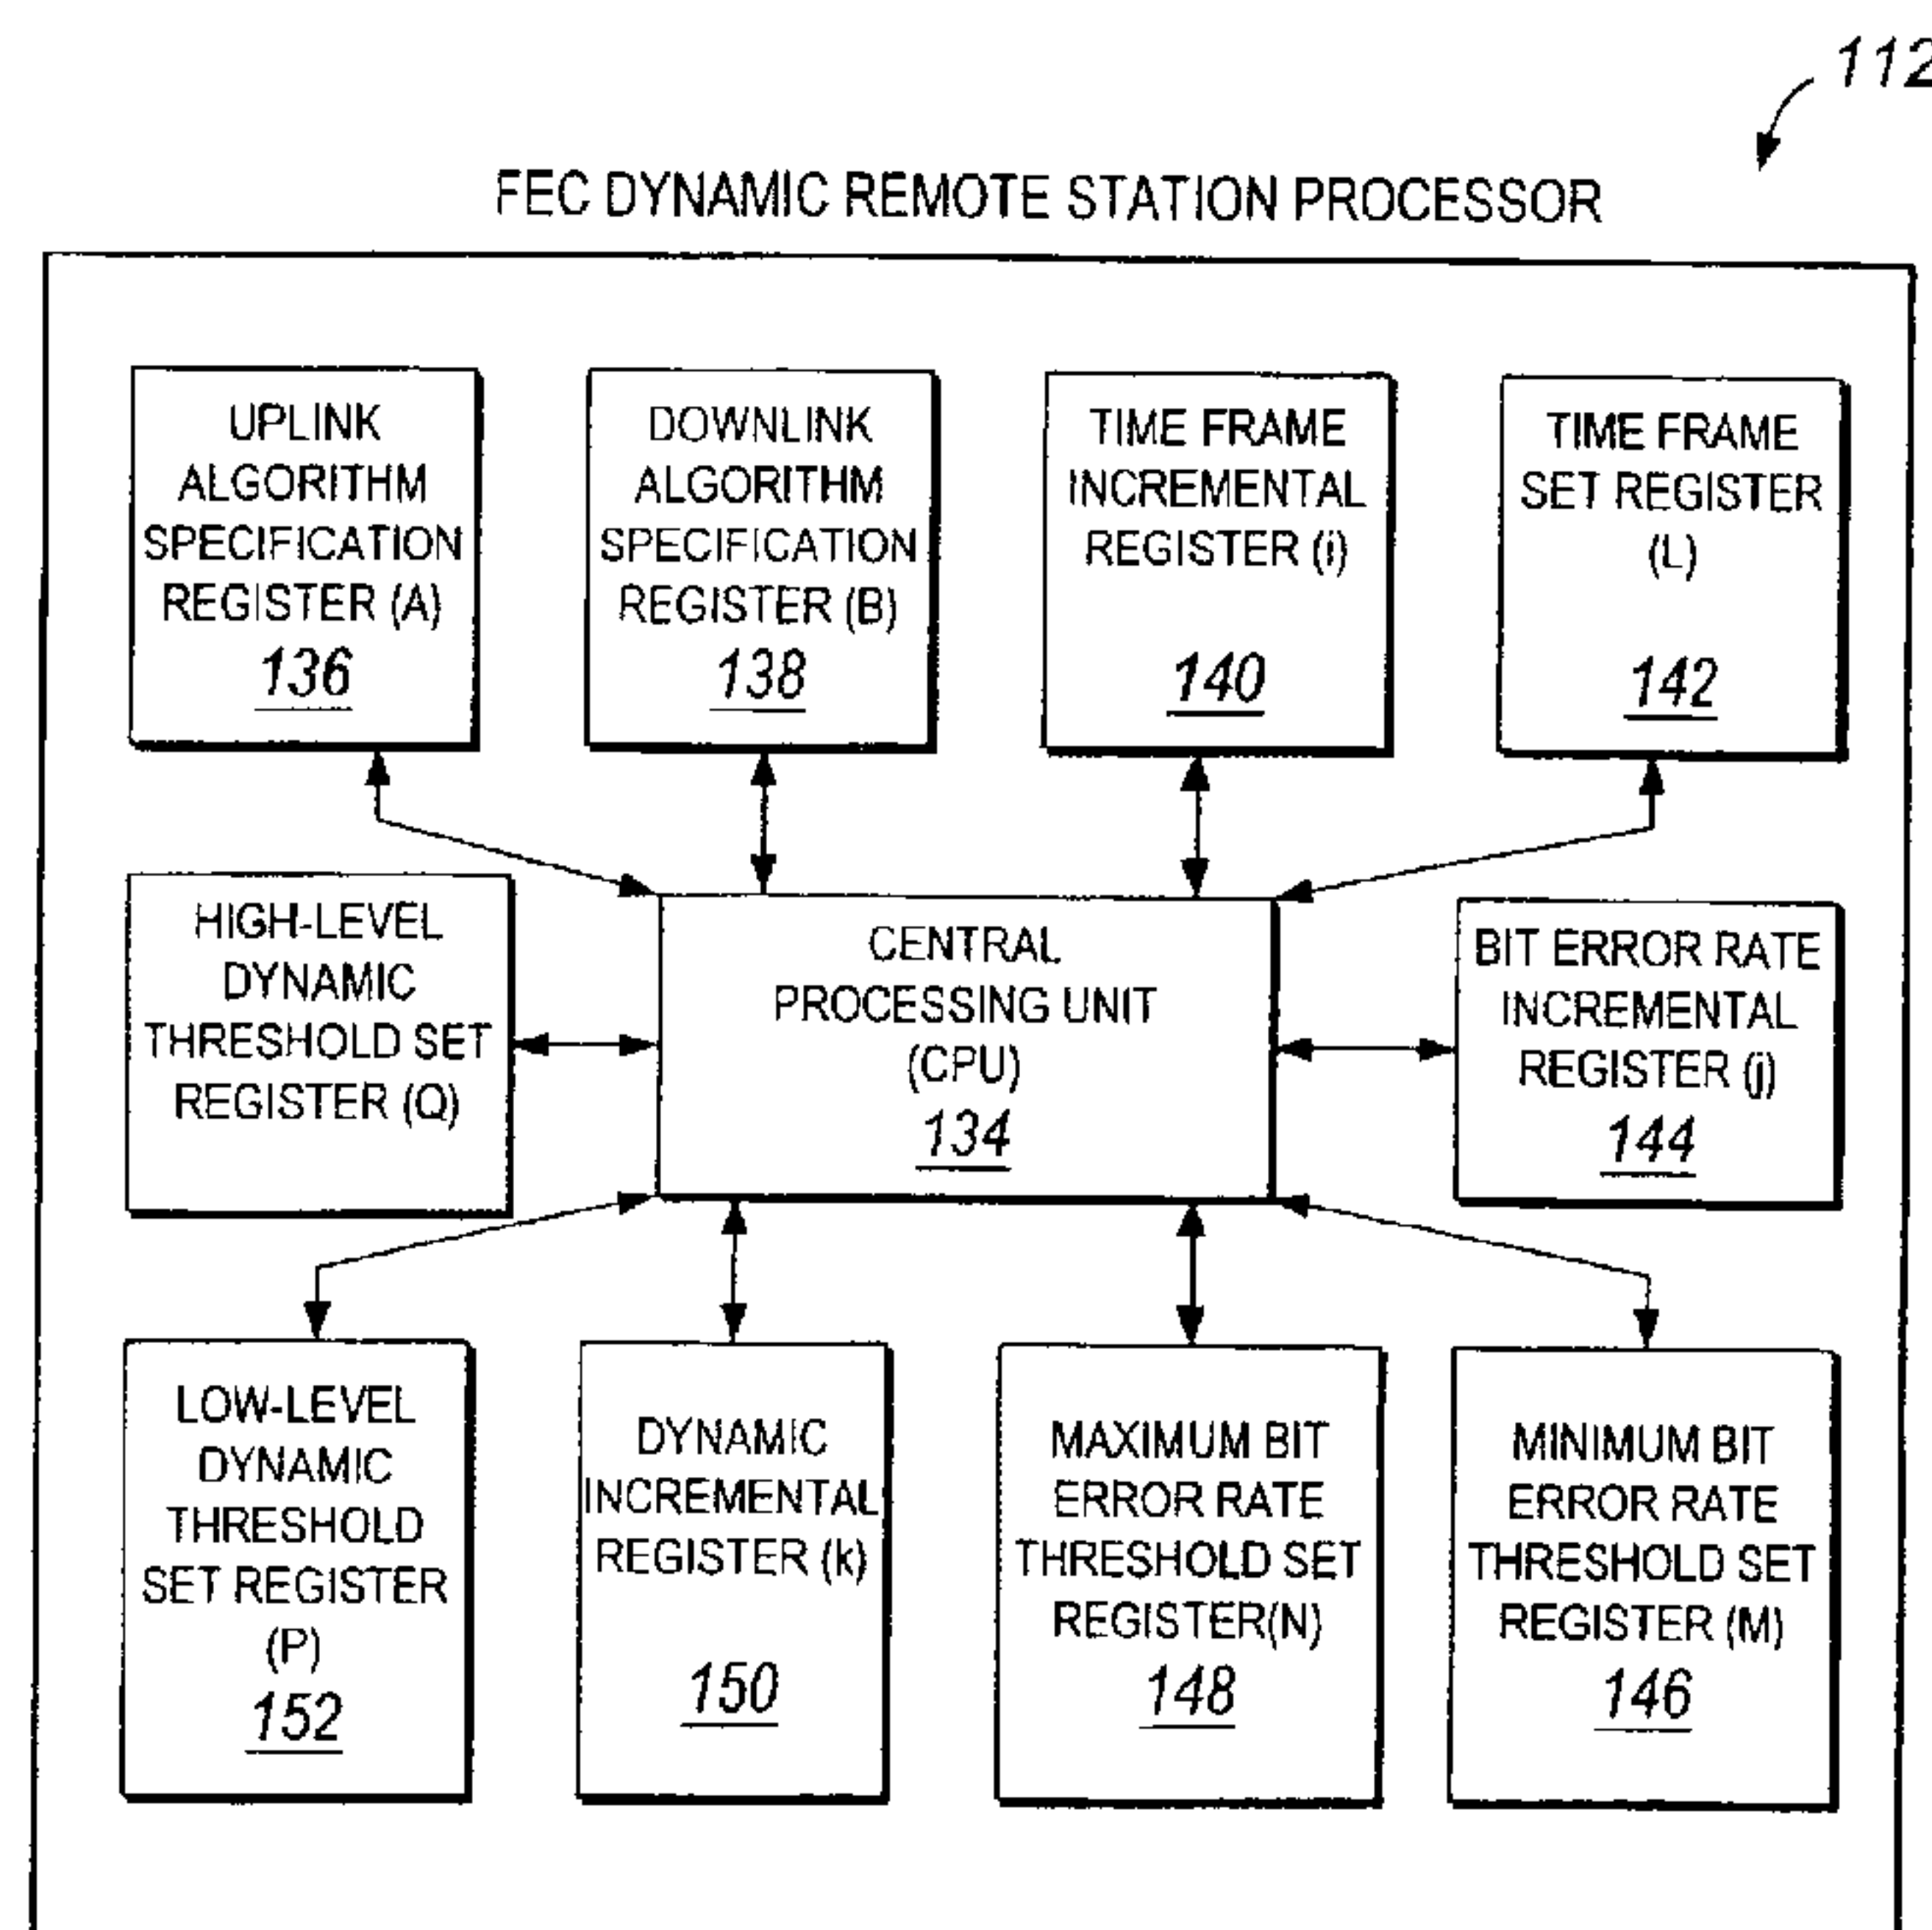 112
FEC DYNAMIC REMOTE STATION PROCESSOR
UPLINK
ALGORITHM
SPECIFICATION
REGISTER (A)
136
DOWNLINK
ALGORITHM
SPECIFICATION
REGISTER (B)
138
TIME FRAME
INCREMENTAL
REGISTER (i)
140
TIME FRAME
SET REGISTER
(L)
142
HIGH-LEVEL
DYNAMIC
THRESHOLD SET
REGISTER (Q)
CENTRAL
PROCESSING UNIT
(CPU)
134
BIT ERROR RATE
INCREMENTAL
REGISTER (j)
144
LOW-LEVEL
DYNAMIC
THRESHOLD
SET REGISTER
(P)
152
DYNAMIC
INCREMENTAL
REGISTER (k)
150
MAXIMUM BIT
ERROR RATE
THRESHOLD SET
REGISTER(N)
148
MINIMUM BIT
ERROR RATE
THRESHOLD SET
REGISTER (M)
146